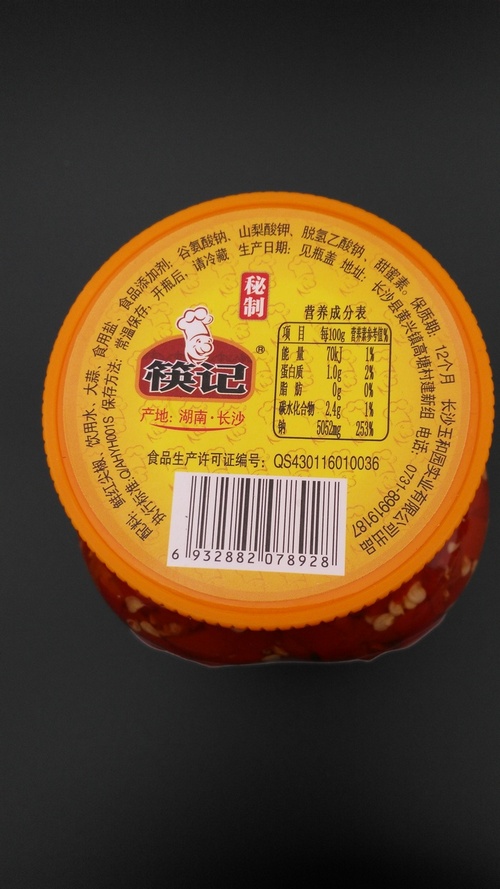 配料: 鲜红尖椒、饮用水、大蒜、食用盐、食品添加剂: 谷氨酸钠、山梨酸钾、脱氢乙酸钠、甜蜜素。保质期: 12个月 长沙玉和园实业有限公司出品
执行标准: Q/AHYH001S 保存方法: 常温保存，开瓶后，请冷藏 生产日期: 见瓶盖 地址: 长沙县黄兴镇高塘村建新组 电话: 0731-86919187
秘制
筷记
®
产地: 湖南·长沙
营养成分表
项 目 每100g 营养素参考值%
能 量 70kJ 1%
蛋白质 1.0g 2%
脂 肪 0g 0%
碳水化合物 2.4g 1%
钠 5052mg 253%
食品生产许可证编号: QS430116010036
6 932882 078928